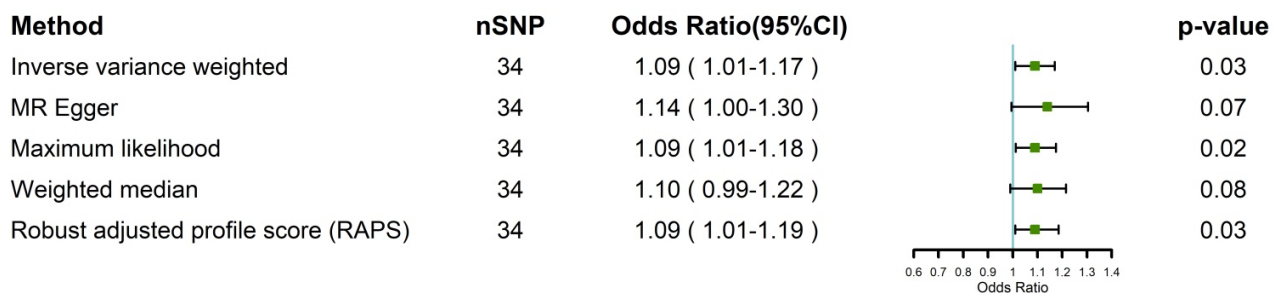 Method nSNP Odds Ratio(95%CI) p-value
Inverse variance weighted 34 1.09 ( 1.01-1.17 ) 0.03
MR Egger 34 1.14 ( 1.00-1.30 ) 0.07
Maximum likelihood 34 1.09 ( 1.01-1.18 ) 0.02
Weighted median 34 1.10 ( 0.99-1.22 ) 0.08
Robust adjusted profile score (RAPS) 34 1.09 ( 1.01-1.19 ) 0.03
0.6 0.7 0.8 0.9 1 1.1 1.2 1.3 1.4
Odds Ratio